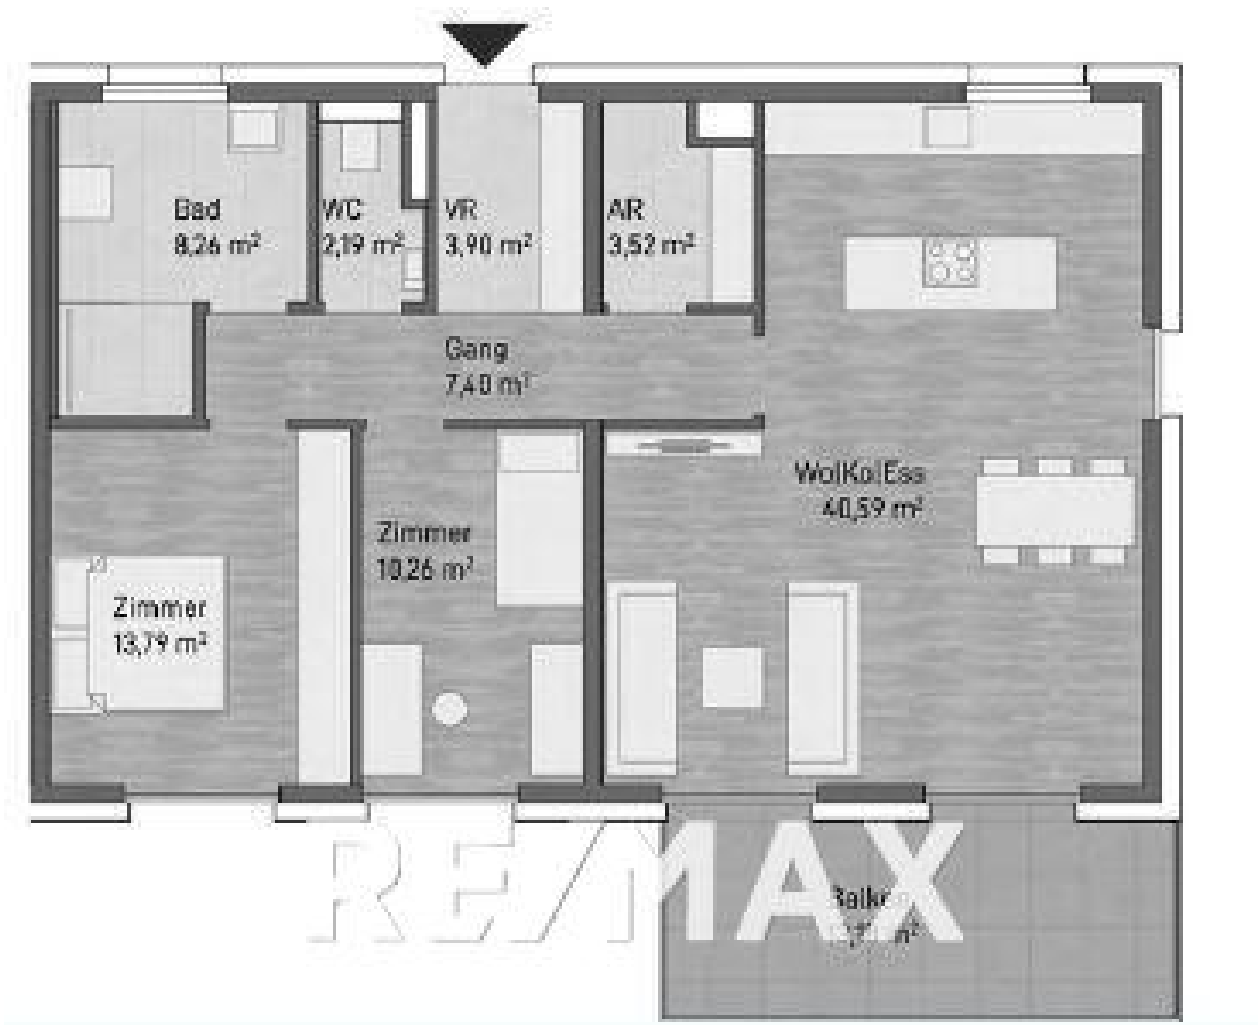 Bad
8,26 m²
WC
2,19 m²
VR
3,90 m²
AR
3,52 m²
Gang
7,40 m²
Wo|Ko|Ess
40,59 m²
Zimmer
10,26 m²
Zimmer
13,79 m²
RE/MAX